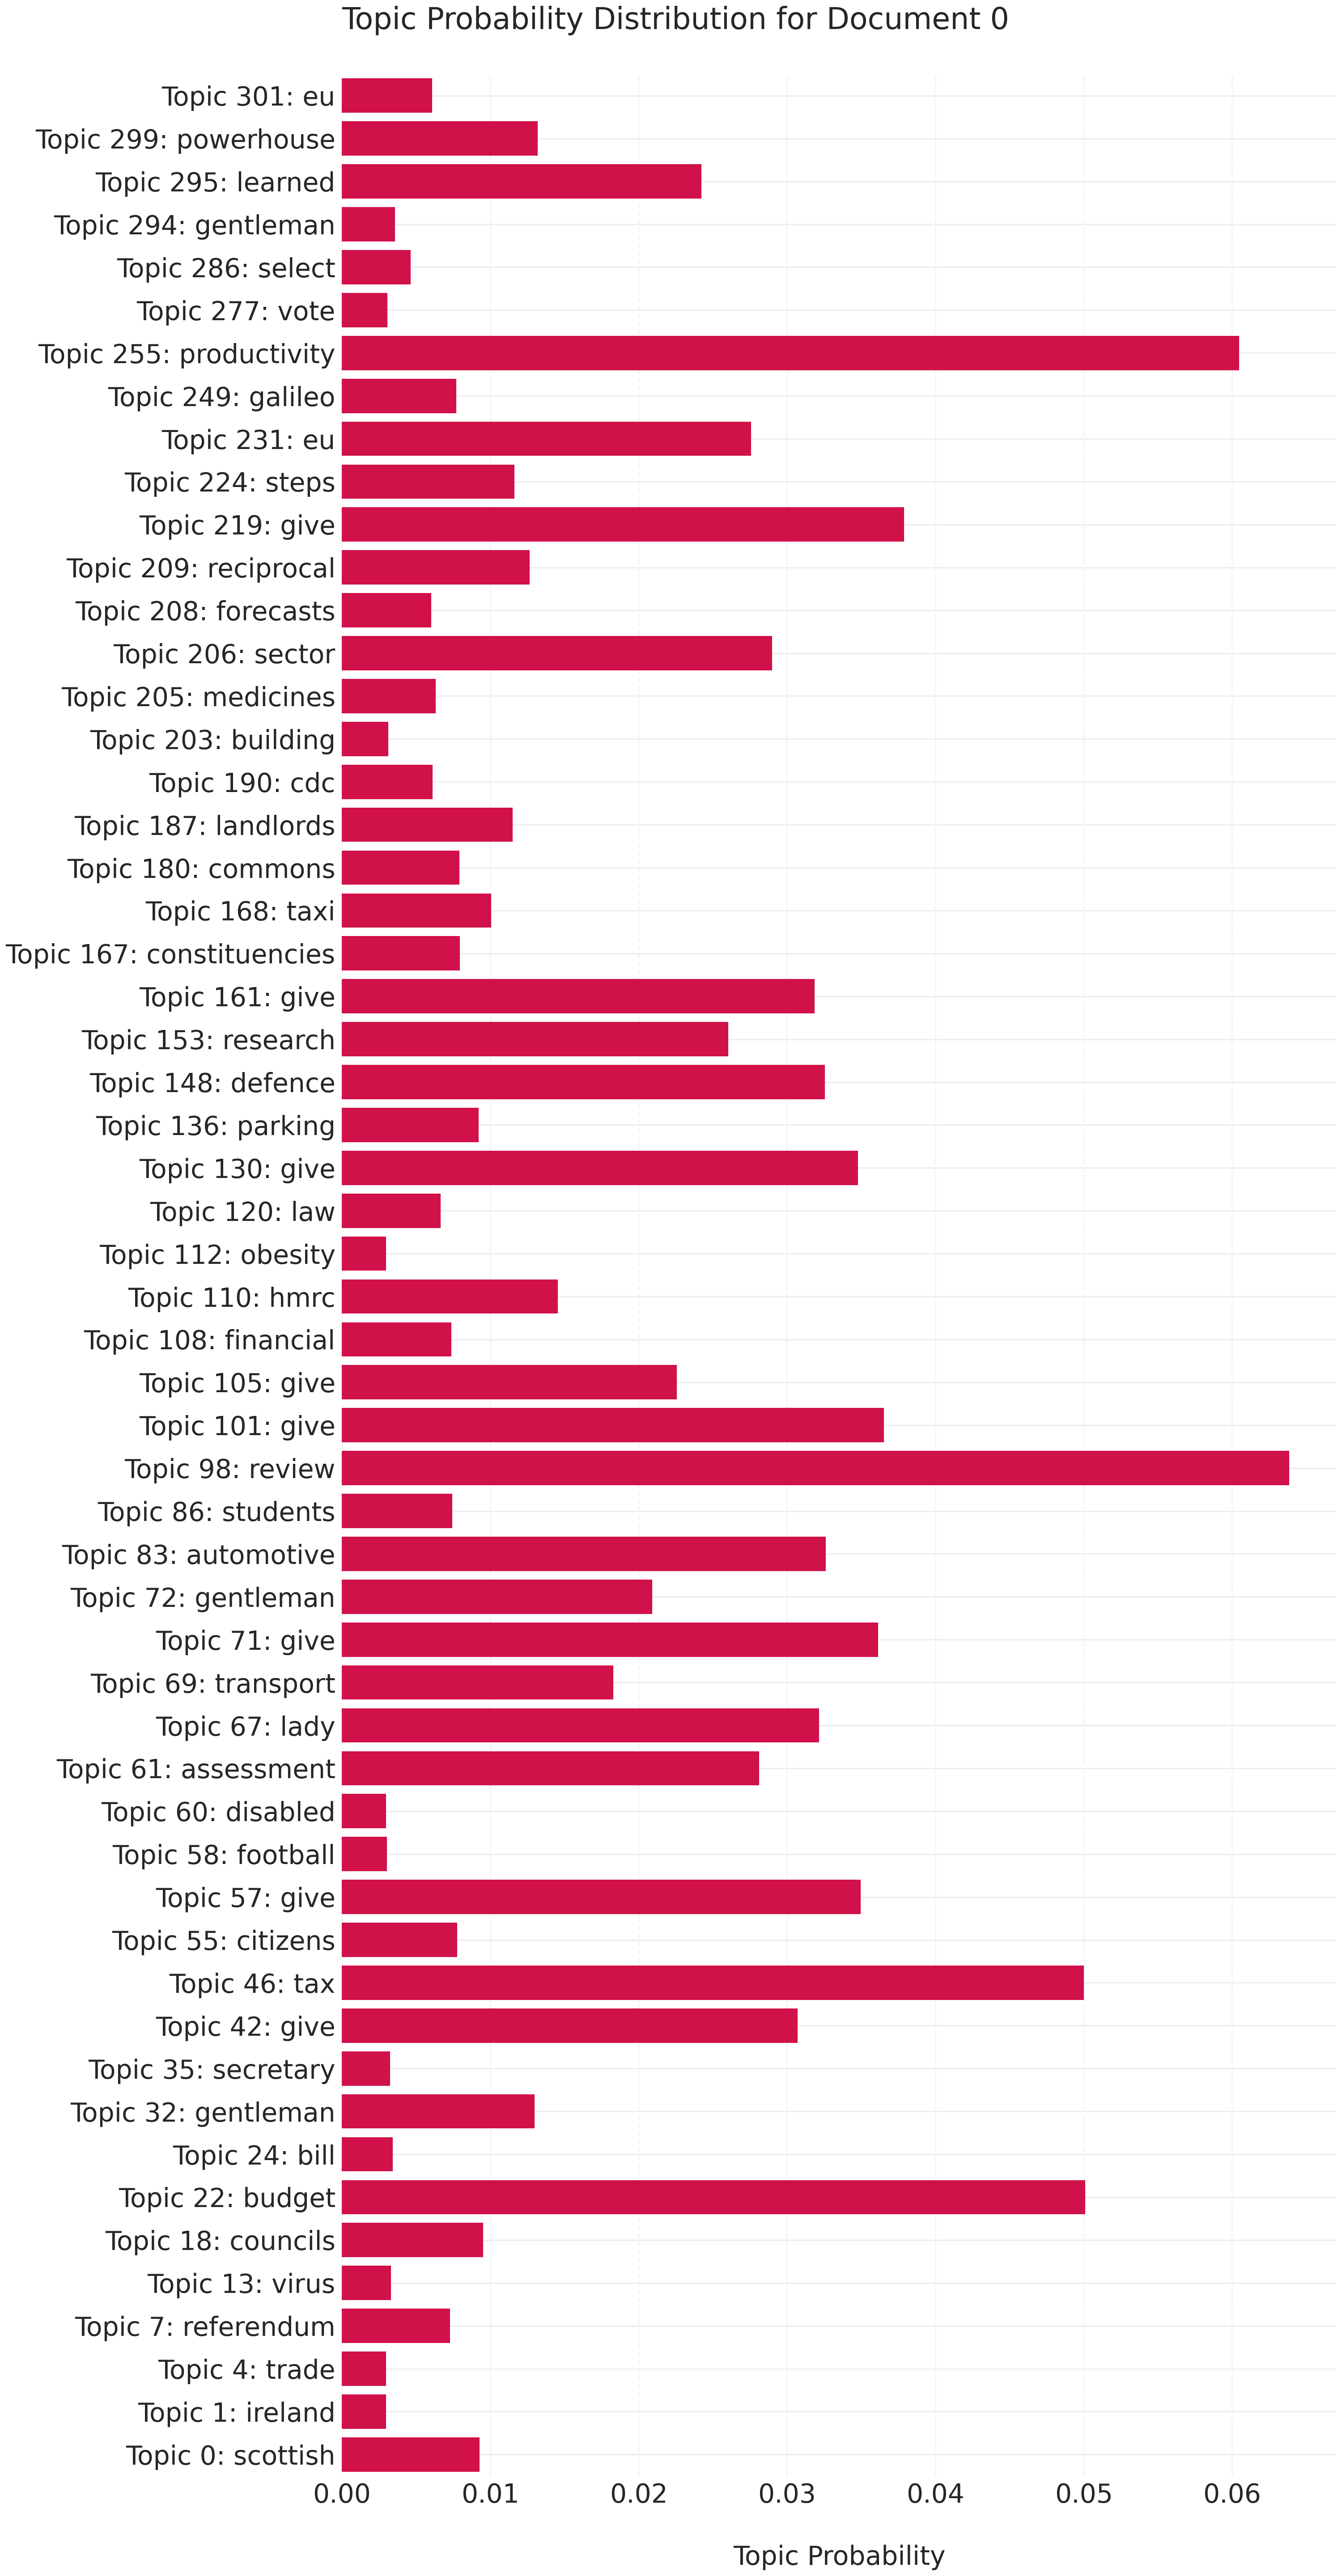 Topic Probability Distribution for Document 0
Topic 301: eu
Topic 299: powerhouse
Topic 295: learned
Topic 294: gentleman
Topic 286: select
Topic 277: vote
Topic 255: productivity
Topic 249: galileo
Topic 231: eu
Topic 224: steps
Topic 219: give
Topic 209: reciprocal
Topic 208: forecasts
Topic 206: sector
Topic 205: medicines
Topic 203: building
Topic 190: cdc
Topic 187: landlords
Topic 180: commons
Topic 168: taxi
Topic 167: constituencies
Topic 161: give
Topic 153: research
Topic 148: defence
Topic 136: parking
Topic 130: give
Topic 120: law
Topic 112: obesity
Topic 110: hmrc
Topic 108: financial
Topic 105: give
Topic 101: give
Topic 98: review
Topic 86: students
Topic 83: automotive
Topic 72: gentleman
Topic 71: give
Topic 69: transport
Topic 67: lady
Topic 61: assessment
Topic 60: disabled
Topic 58: football
Topic 57: give
Topic 55: citizens
Topic 46: tax
Topic 42: give
Topic 35: secretary
Topic 32: gentleman
Topic 24: bill
Topic 22: budget
Topic 18: councils
Topic 13: virus
Topic 7: referendum
Topic 4: trade
Topic 1: ireland
Topic 0: scottish
0.00 0.01 0.02 0.03 0.04 0.05 0.06
Topic Probability